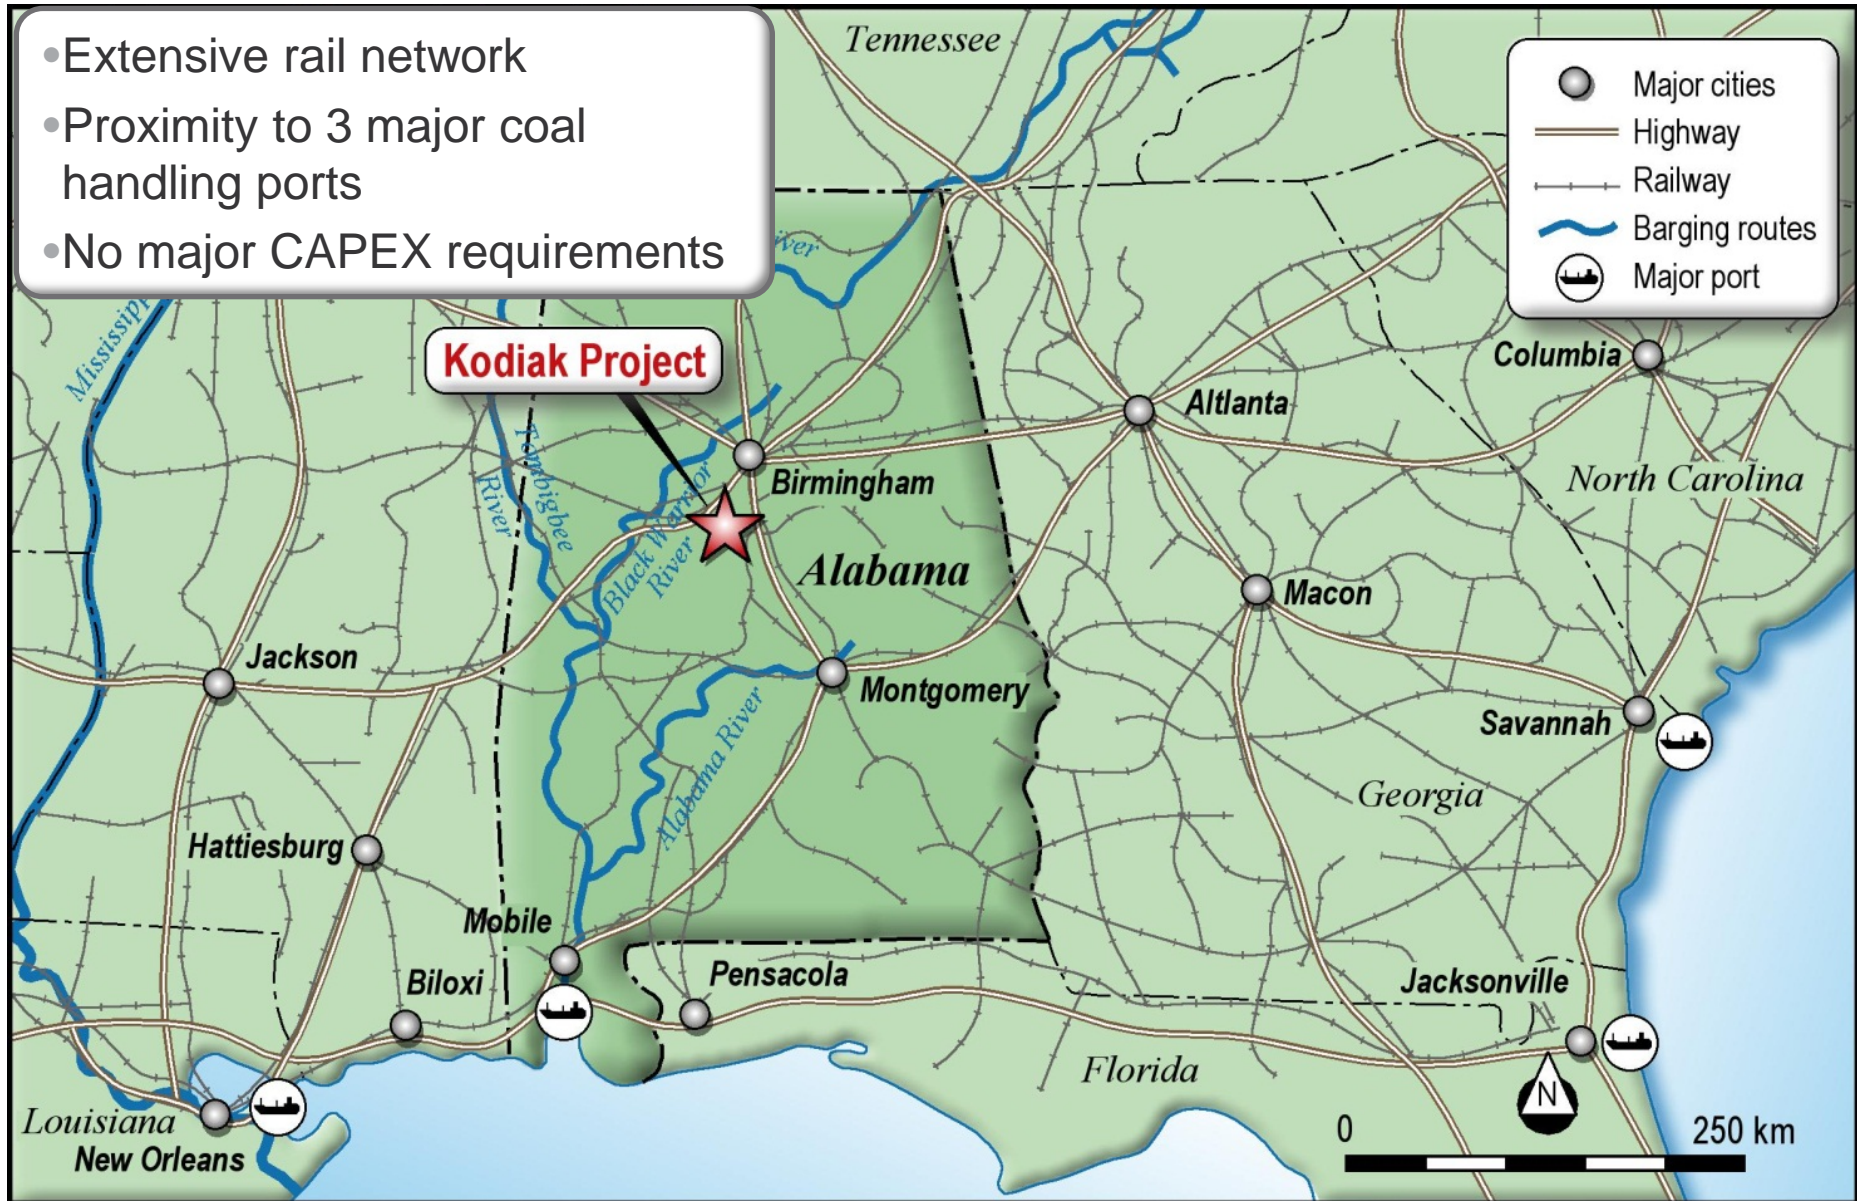 •Extensive rail network
•Proximity to 3 major coal
handling ports
•No major CAPEX requirements
Tennessee
Major cities
Highway
Railway
Barging routes
Major port
Kodiak Project
Columbia
Altlanta
Birmingham
North Carolina
Tombigbee
River
Black Warrior
River
Alabama
Macon
Jackson
Montgomery
Savannah
Alabama River
Georgia
Hattiesburg
Mobile
Biloxi
Pensacola
Jacksonville
Florida
N
Louisiana
New Orleans
0 250 km